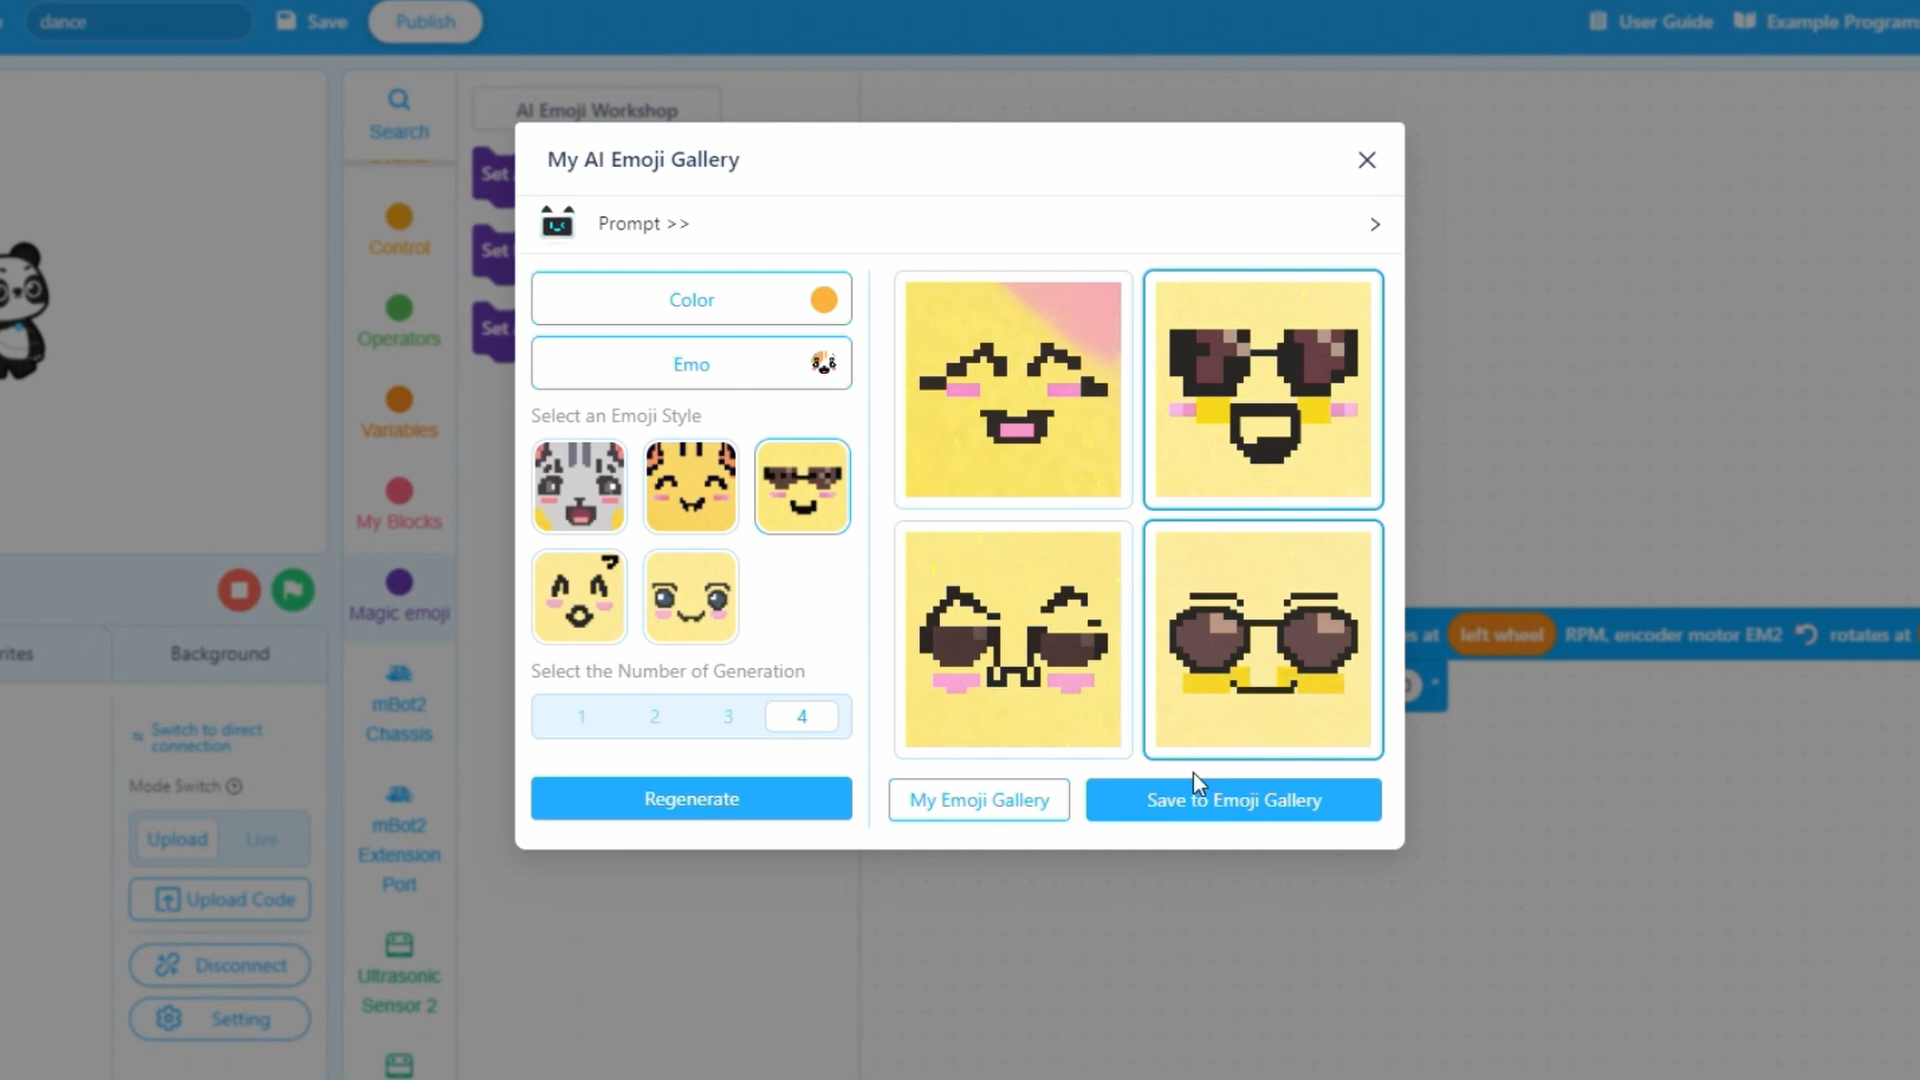 dance
Save
Publish
User Guide
Example Program
Search
AI Emoji Workshop
My AI Emoji Gallery
Prompt >>
Set
Set
Set
Control
Operators
Variables
My Blocks
Magic emoji
Color
Emo
Select an Emoji Style
Select the Number of Generation
1 2 3 4
Regenerate
My Emoji Gallery
Save to Emoji Gallery
s at left wheel RPM, encoder motor EM2 rotates at
rites
Background
Switch to direct
connection
Mode Switch
Upload
Live
Upload Code
Disconnect
Setting
mBot2
Chassis
mBot2
Extension
Port
Ultrasonic
Sensor 2